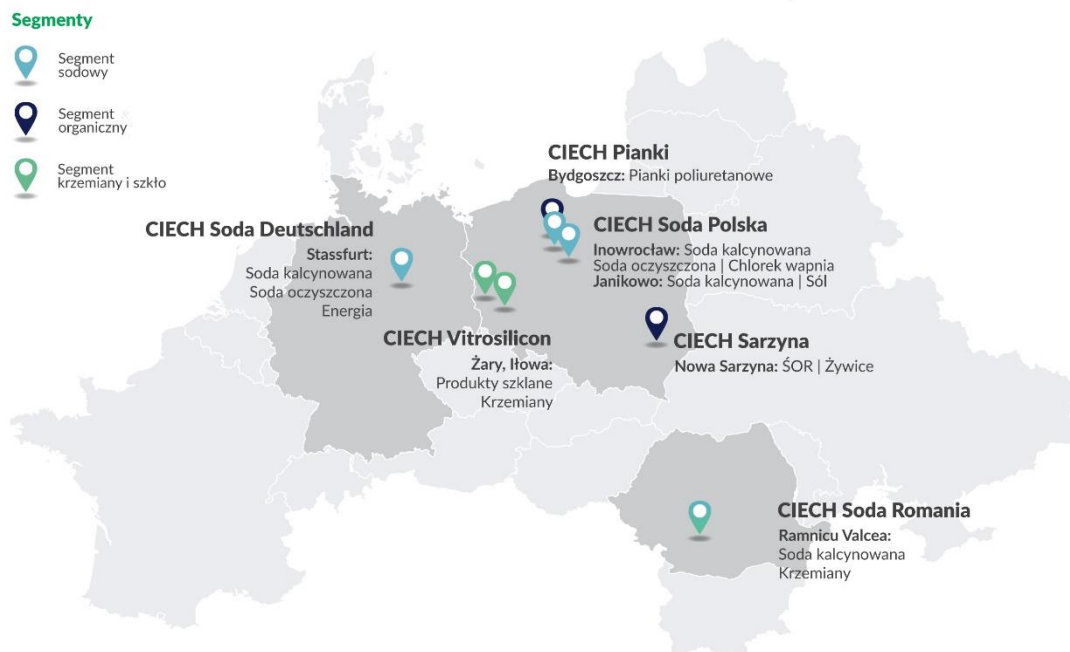 Segmenty
Segment
sodowy
Segment
organiczny
Segment
krzemiany i szkło
CIECH Pianki
Bydgoszcz: Pianki poliuretanowe
CIECH Soda Deutschland
Stassfurt:
Soda kalcynowana
Soda oczyszczona
Energia
CIECH Soda Polska
Inowrocław: Soda kalcynowana
Soda oczyszczona | Chlorek wapnia
Janikowo: Soda kalcynowana | Sól
CIECH Vitrosilicon
Żary, Iłowa:
Produkty szklane
Krzemiany
CIECH Sarzyna
Nowa Sarzyna: ŚOR | Żywice
CIECH Soda Romania
Ramnicu Valcea:
Soda kalcynowana
Krzemiany